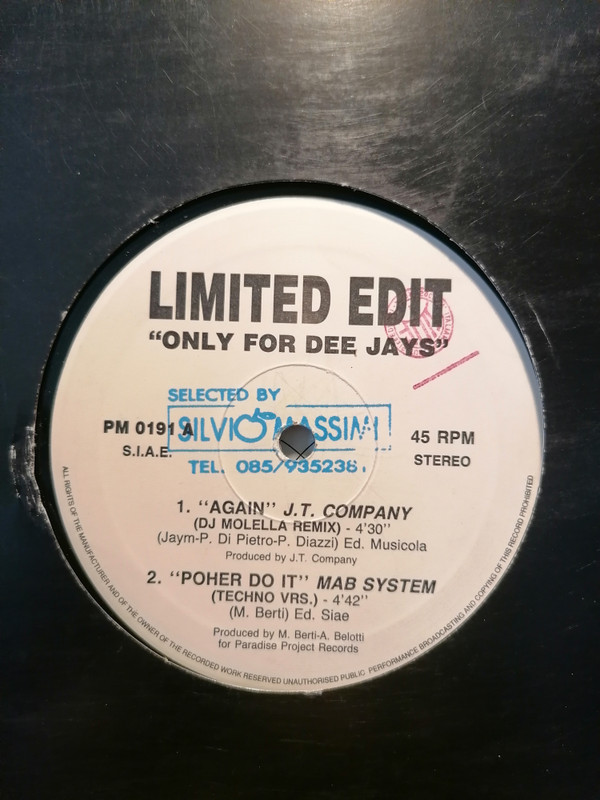 LIMITED EDIT
"ONLY FOR DEE JAYS"
SELECTED BY
PM 0191 A
SILVIO MASSIMI
45 RPM
S.I.A.E.
STEREO
TEL. 085/935238
1. "AGAIN" J.T. COMPANY
(DJ MOLELLA REMIX) - 4'30"
(Jaym-P. Di Pietro-P. Diazzi) Ed. Musicola
Produced by J.T. Company
2. "POHER DO IT" MAB SYSTEM
(TECHNO VRS.) - 4'42"
(M. Berti) Ed. Siae
Produced by M. Berti-A. Belotti
for Paradise Project Records
ALL RIGHTS OF THE MANUFACTURER AND OF THE OWNER OF THE RECORDED WORK RESERVED UNAUTHORISED PUBLIC PERFORMANCE BROADCASTING AND COPYING OF THIS RECORD PROHIBITED